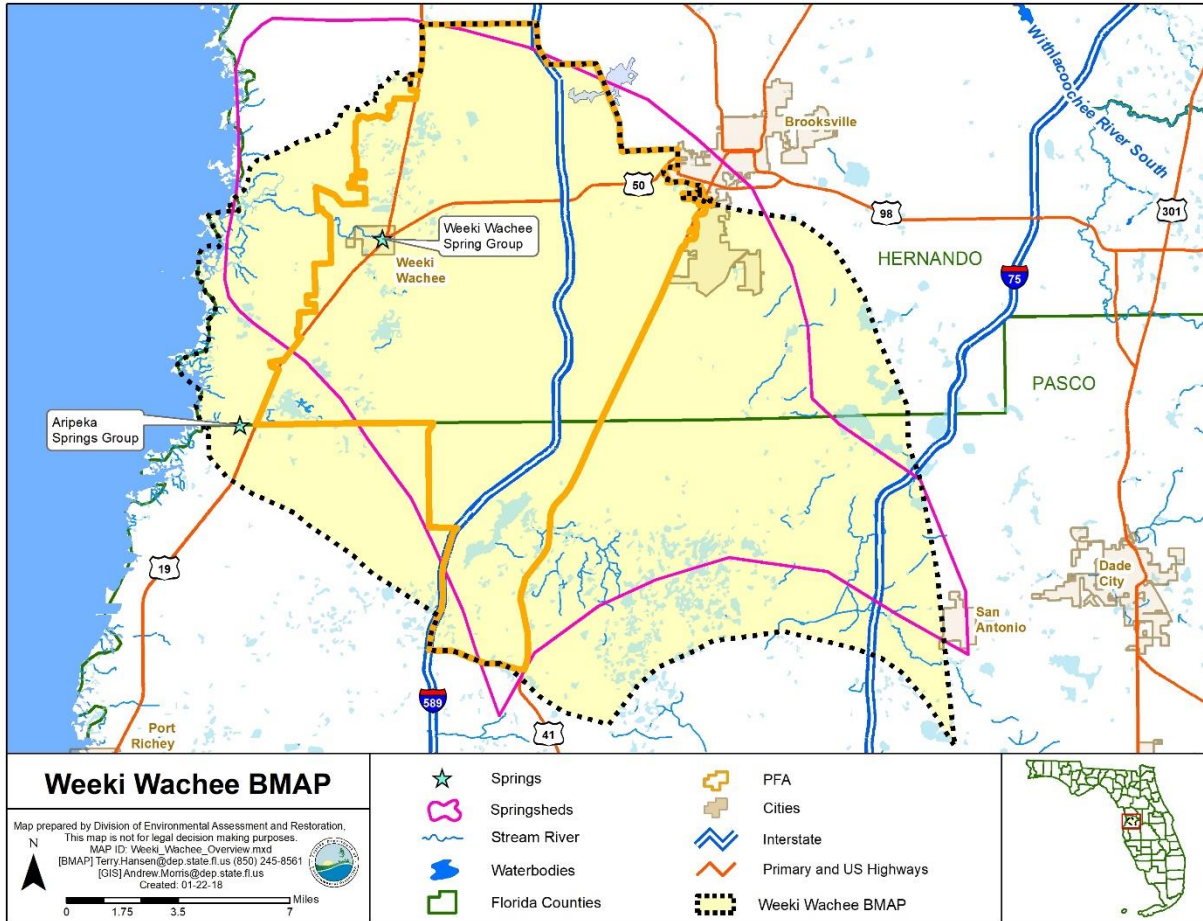 Withlacoochee River South
Brooksville
50
98
301
Weeki Wachee
Spring Group
Weeki
Wachee
HERNANDO
75
PASCO
Aripeka
Springs Group
19
Dade
City
San
Antonio
589
41
Port
Richey
Weeki Wachee BMAP
Map prepared by Division of Environmental Assessment and Restoration.
This map is not for legal decision making purposes.
MAP ID: Weeki_Wachee_Overview.mxd
[BMAP] Terry.Hansen@dep.state.fl.us (850) 245-8561
[GIS] Andrew.Morris@dep.state.fl.us
Created: 01-22-18
N
Miles
0 1.75 3.5 7
Springs
Springsheds
Stream River
Waterbodies
Florida Counties
PFA
Cities
Interstate
Primary and US Highways
Weeki Wachee BMAP